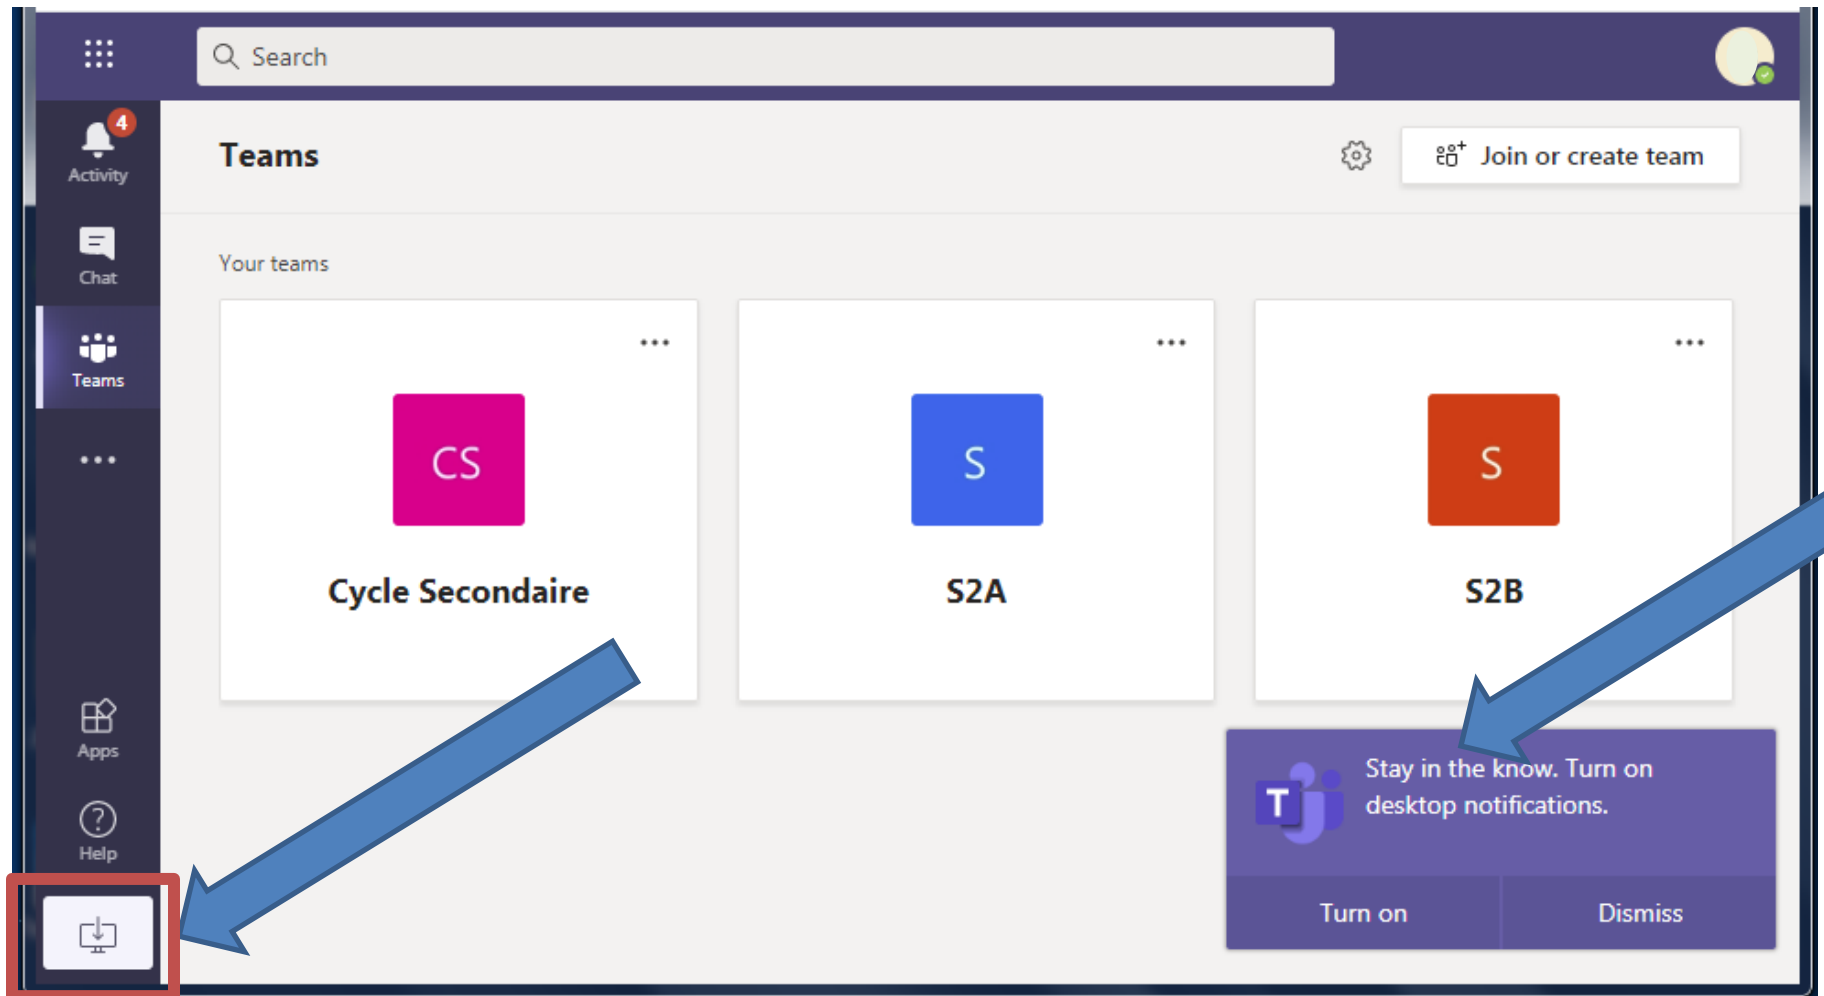 Search
4
Activity
Teams
Join or create team
Chat
Your teams
Teams
CS
S
S
Cycle Secondaire
S2A
S2B
Apps
Stay in the know. Turn on
desktop notifications.
T
Help
Turn on
Dismiss